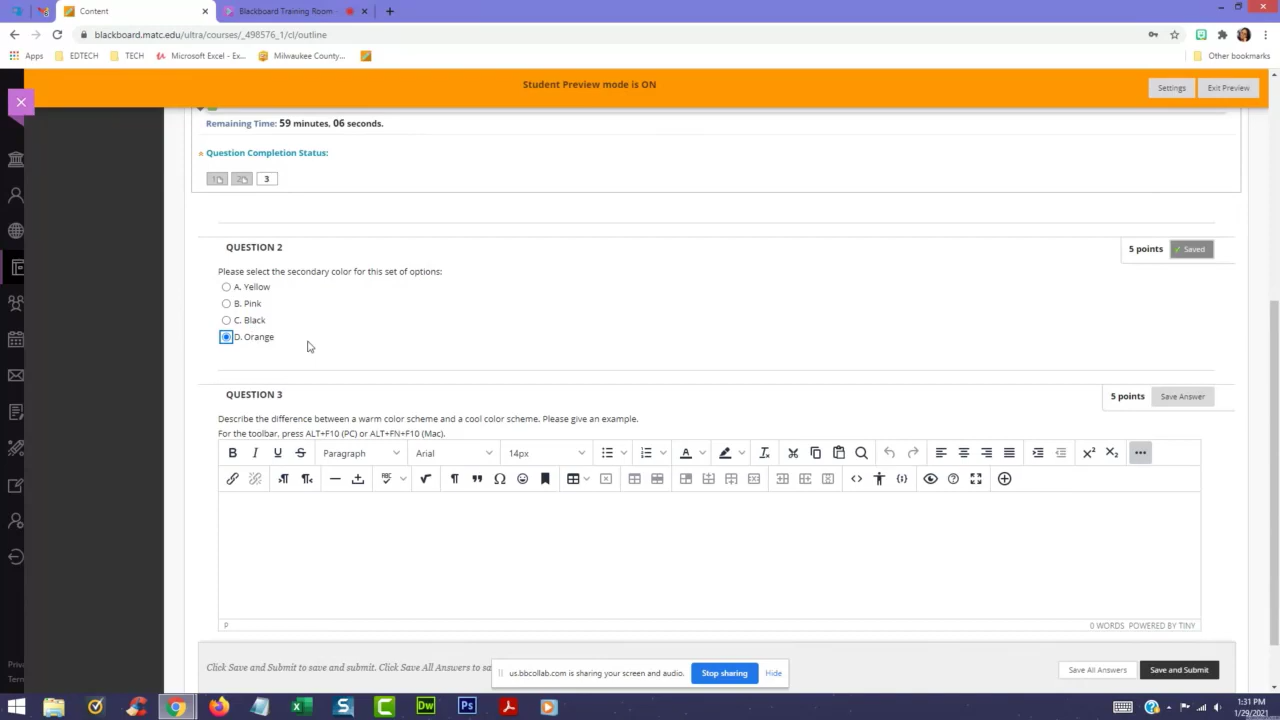 Content
Blackboard Training Room
blackboard.matc.edu/ultra/courses/_498576_1/cl/outline
Apps EDTECH TECH Microsoft Excel - Ex... Milwaukee County... Other bookmarks
Student Preview mode is ON
Settings Exit Preview
Remaining Time: 59 minutes, 06 seconds.
Question Completion Status:
1 2 3
QUESTION 2
5 points Saved
Please select the secondary color for this set of options:
A. Yellow
B. Pink
C. Black
D. Orange
QUESTION 3
5 points Save Answer
Describe the difference between a warm color scheme and a cool color scheme. Please give an example.
For the toolbar, press ALT+F10 (PC) or ALT+FN+F10 (Mac).
B I U S Paragraph Arial 14px
P 0 WORDS POWERED BY TINY
Click Save and Submit to save and submit. Click Save All Answers to sa
us.bbcollab.com is sharing your screen and audio. Stop sharing Hide
Save All Answers Save and Submit
Priva
Term
1:31 PM
1/29/2021